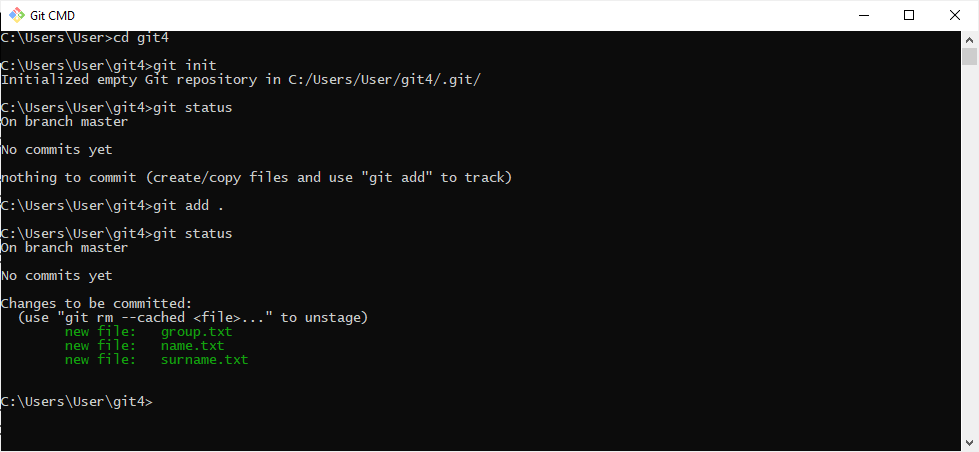 Git CMD
C:\Users\User>cd git4
C:\Users\User\git4>git init
Initialized empty Git repository in C:/Users/User/git4/.git/
C:\Users\User\git4>git status
On branch master
No commits yet
nothing to commit (create/copy files and use "git add" to track)
C:\Users\User\git4>git add .
C:\Users\User\git4>git status
On branch master
No commits yet
Changes to be committed:
  (use "git rm --cached <file>..." to unstage)
        new file:   group.txt
        new file:   name.txt
        new file:   surname.txt
C:\Users\User\git4>